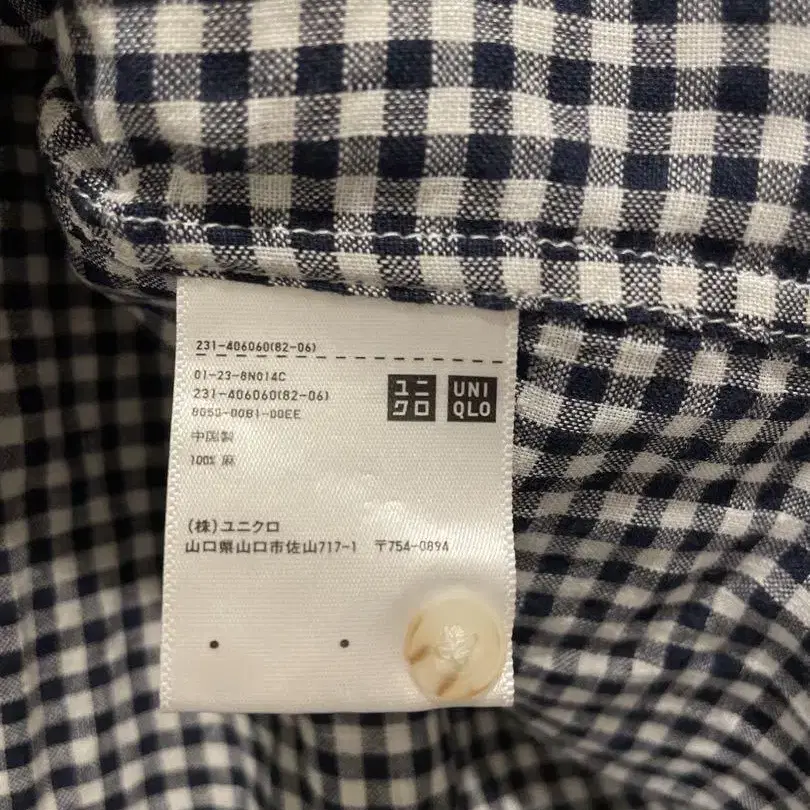 231-406060(82-06)
01-23-8N014C
231-406060(82-06)
8050-00B1-00EE
中国製
100% 麻
ユニ
クロ
UNI
QLO
(株)ユニクロ
山口県山口市佐山717-1 〒754-0894